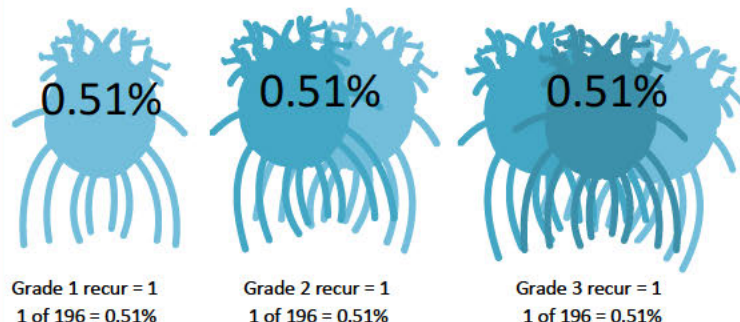 0.51% 0.51% 0.51%
Grade 1 recur = 1 Grade 2 recur = 1 Grade 3 recur = 1
1 of 196 = 0.51% 1 of 196 = 0.51% 1 of 196 = 0.51%